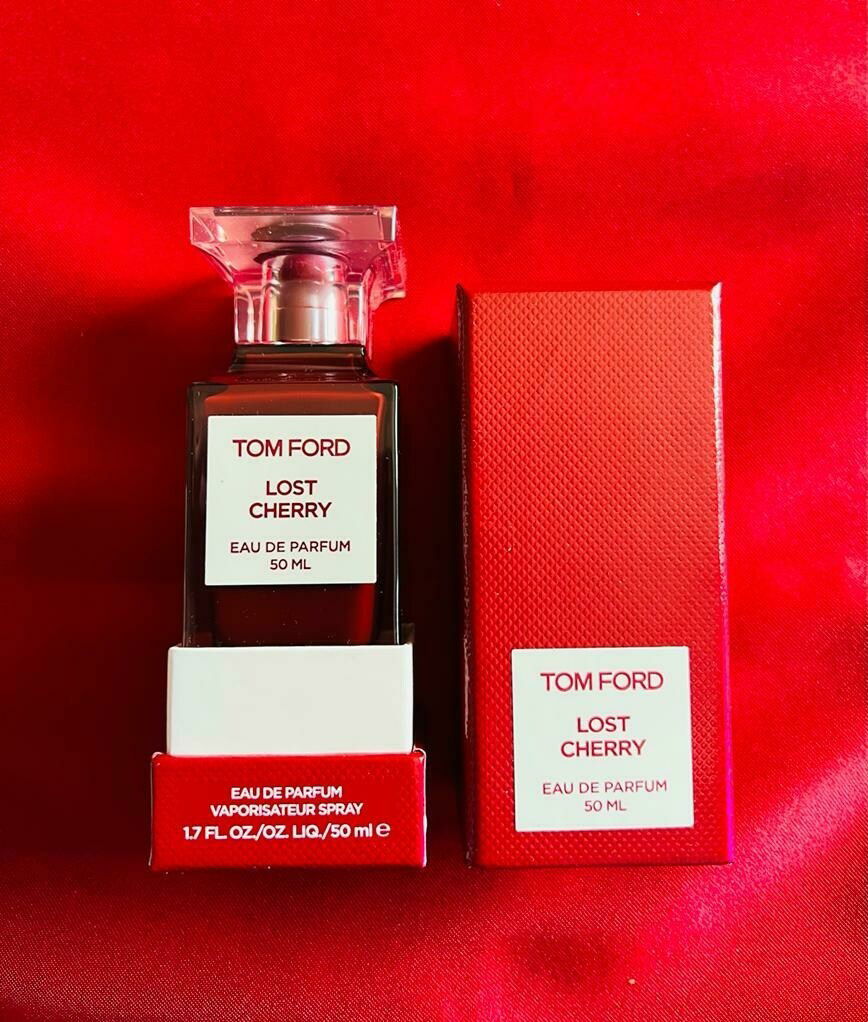 TOM FORD
LOST
CHERRY
EAU DE PARFUM
50 ML
EAU DE PARFUM
VAPORISATEUR SPRAY
1.7 FL. OZ./OZ. LIQ./50 ml ℮
TOM FORD
LOST
CHERRY
EAU DE PARFUM
50 ML